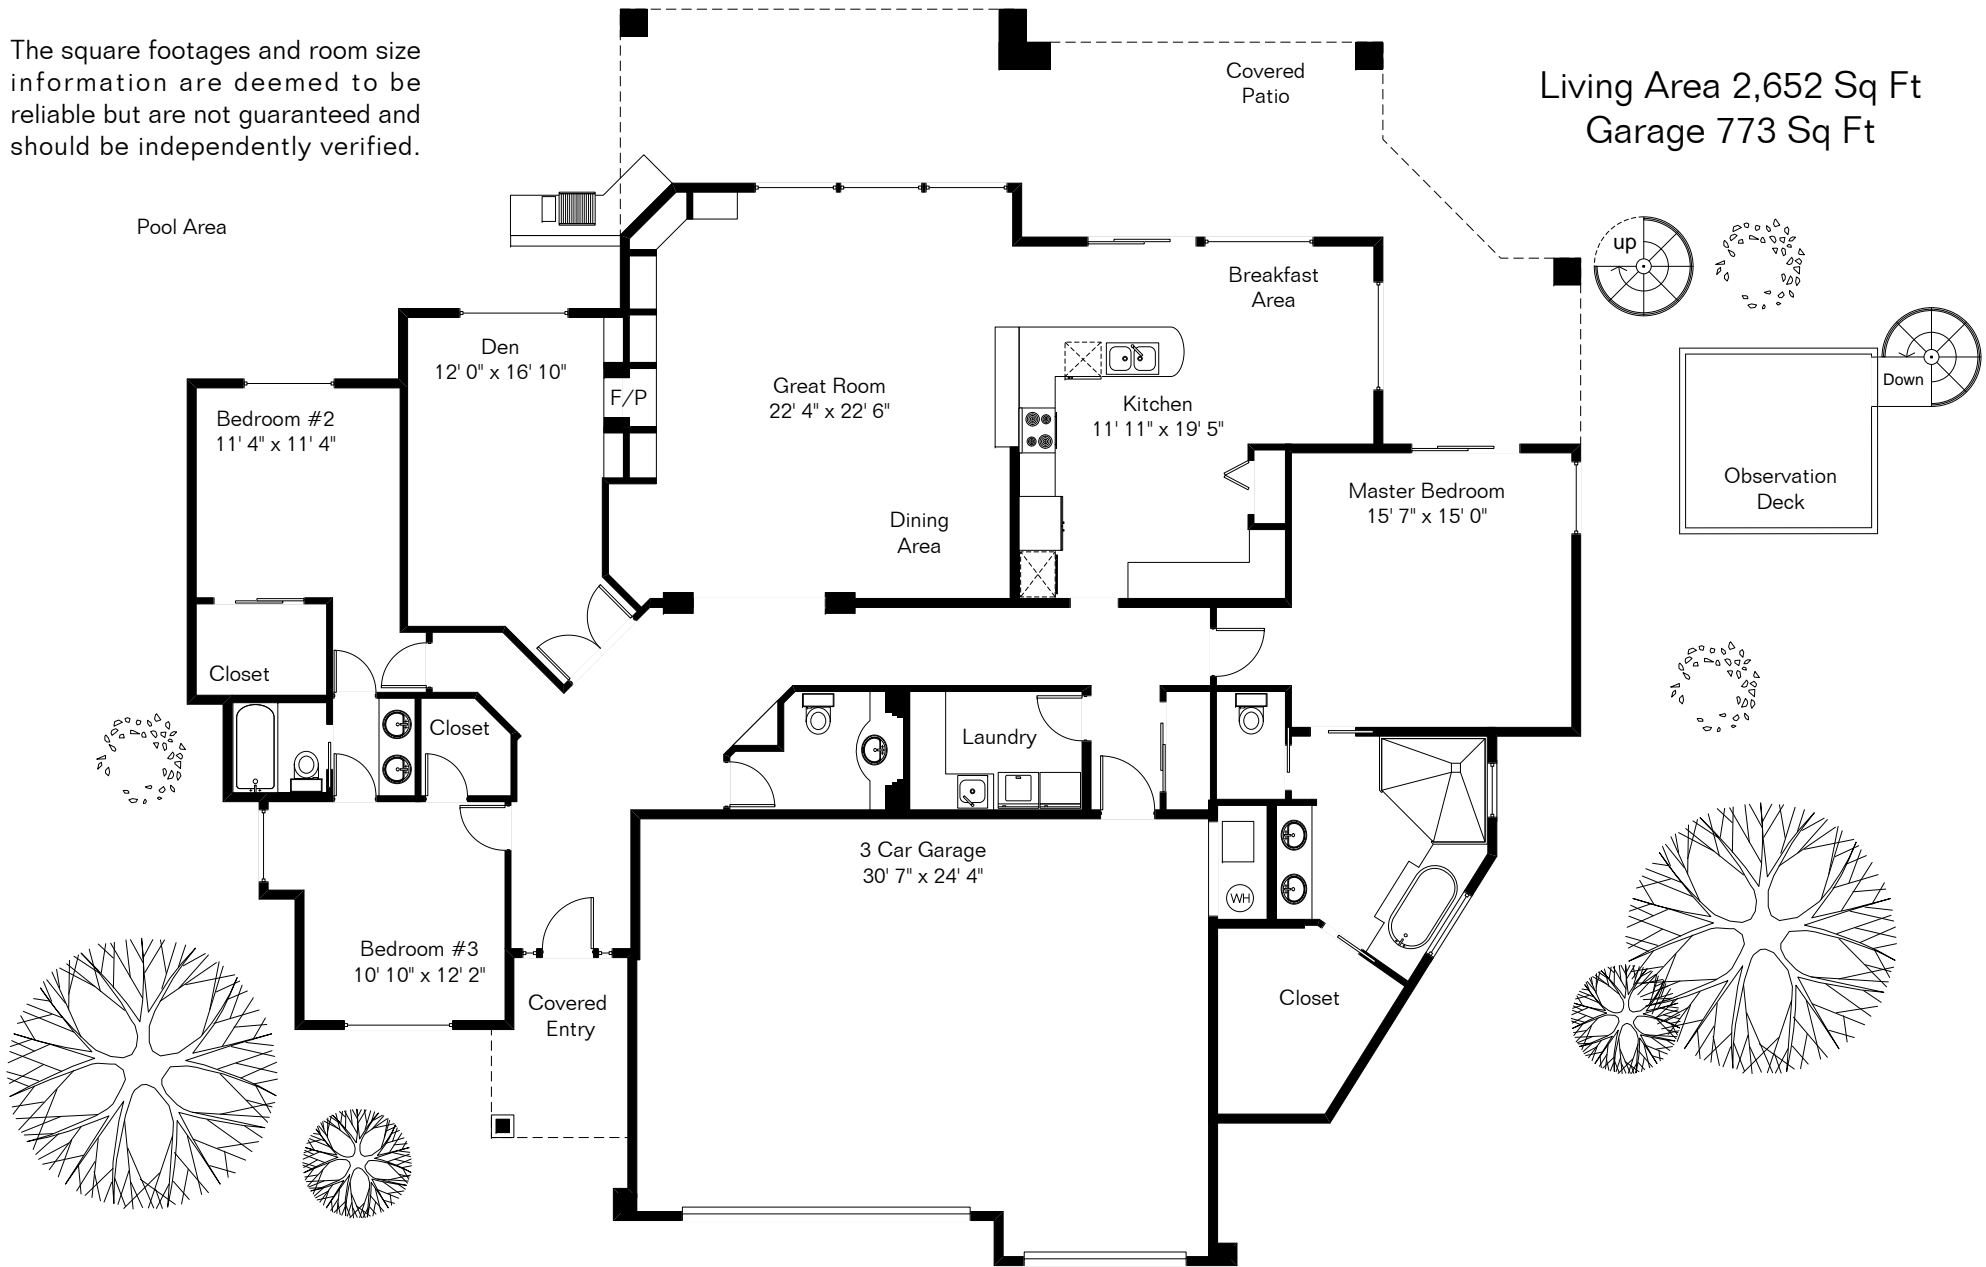 The square footages and room size
information are deemed to be
reliable but are not guaranteed and
should be independently verified.
Living Area 2,652 Sq Ft
Garage 773 Sq Ft
Covered
Patio
Pool Area
up
Breakfast
Area
Den
12' 0" x 16' 10"
F/P
Great Room
22' 4" x 22' 6"
Kitchen
11' 11" x 19' 5"
Down
Bedroom #2
11' 4" x 11' 4"
Observation
Deck
Master Bedroom
15' 7" x 15' 0"
Dining
Area
Closet
Closet
Laundry
3 Car Garage
30' 7" x 24' 4"
WH
Bedroom #3
10' 10" x 12' 2"
Covered
Entry
Closet